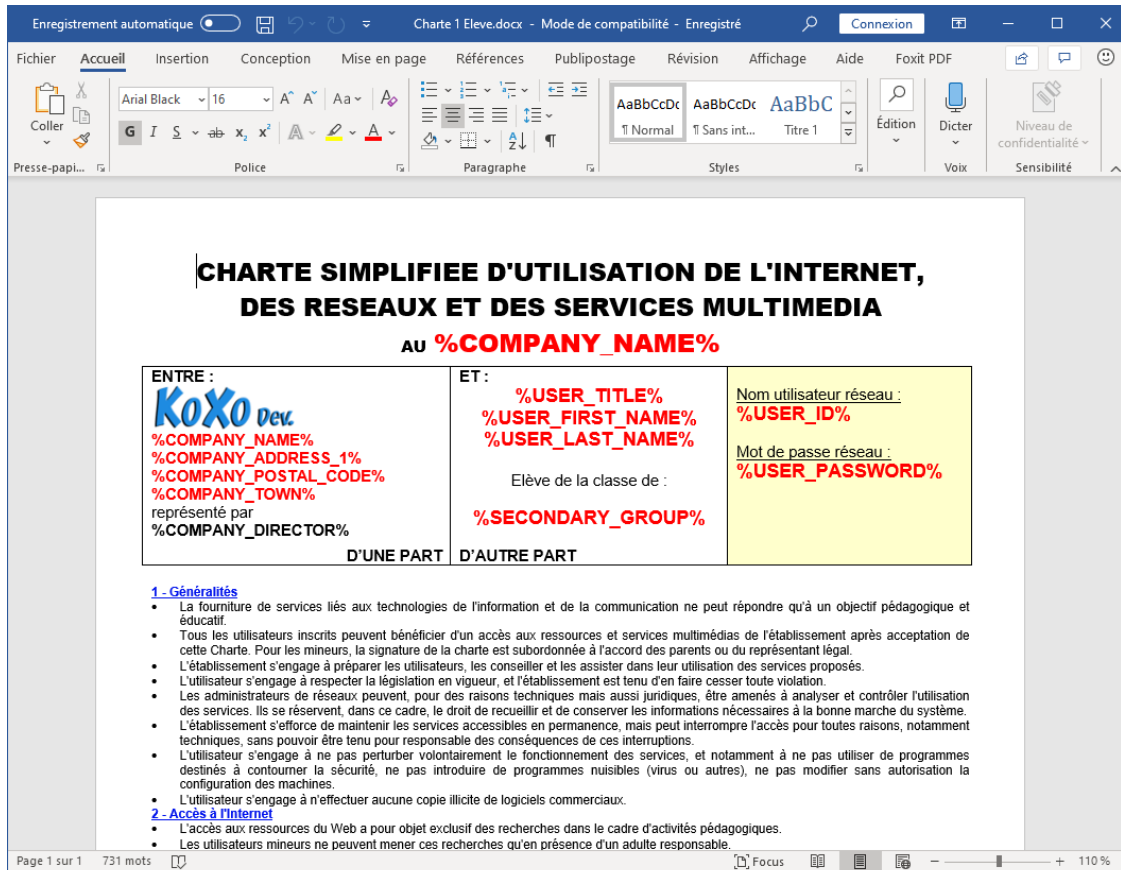 Enregistrement automatique
Charte 1 Eleve.docx - Mode de compatibilité - Enregistré
Connexion
Fichier Accueil Insertion Conception Mise en page Références Publipostage Révision Affichage Aide Foxit PDF
Coller
Arial Black 16
G I S ab x₂ x² A A
Aa
AaBbCcDc AaBbCcDc AaBbC
¶ Normal ¶ Sans int... Titre 1
Édition
Dicter
Niveau de
confidentialité
Presse-papi... Police Paragraphe Styles Voix Sensibilité
CHARTE SIMPLIFIEE D'UTILISATION DE L'INTERNET,
DES RESEAUX ET DES SERVICES MULTIMEDIA
AU %COMPANY_NAME%
ENTRE :
KoXo Dev.
%COMPANY_NAME%
%COMPANY_ADDRESS_1%
%COMPANY_POSTAL_CODE%
%COMPANY_TOWN%
représenté par
%COMPANY_DIRECTOR%
D'UNE PART
ET :
%USER_TITLE%
%USER_FIRST_NAME%
%USER_LAST_NAME%
Elève de la classe de :
%SECONDARY_GROUP%
D'AUTRE PART
Nom utilisateur réseau :
%USER_ID%
Mot de passe réseau :
%USER_PASSWORD%
1 - Généralités
• La fourniture de services liés aux technologies de l'information et de la communication ne peut répondre qu'à un objectif pédagogique et
éducatif.
• Tous les utilisateurs inscrits peuvent bénéficier d'un accès aux ressources et services multimédias de l'établissement après acceptation de
cette Charte. Pour les mineurs, la signature de la charte est subordonnée à l'accord des parents ou du représentant légal.
• L'établissement s'engage à préparer les utilisateurs, les conseiller et les assister dans leur utilisation des services proposés.
• L'utilisateur s'engage à respecter la législation en vigueur, et l'établissement est tenu d'en faire cesser toute violation.
• Les administrateurs de réseaux peuvent, pour des raisons techniques mais aussi juridiques, être amenés à analyser et contrôler l'utilisation
des services. Ils se réservent, dans ce cadre, le droit de recueillir et de conserver les informations nécessaires à la bonne marche du système.
• L'établissement s'efforce de maintenir les services accessibles en permanence, mais peut interrompre l'accès pour toutes raisons, notamment
techniques, sans pouvoir être tenu pour responsable des conséquences de ces interruptions.
• L'utilisateur s'engage à ne pas perturber volontairement le fonctionnement des services, et notamment à ne pas utiliser de programmes
destinés à contourner la sécurité, ne pas introduire de programmes nuisibles (virus ou autres), ne pas modifier sans autorisation la
configuration des machines.
• L'utilisateur s'engage à n'effectuer aucune copie illicite de logiciels commerciaux.
2 - Accès à l'Internet
• L'accès aux ressources du Web a pour objet exclusif des recherches dans le cadre d'activités pédagogiques.
• Les utilisateurs mineurs ne peuvent mener ces recherches qu'en présence d'un adulte responsable.
Page 1 sur 1 731 mots Focus 110 %